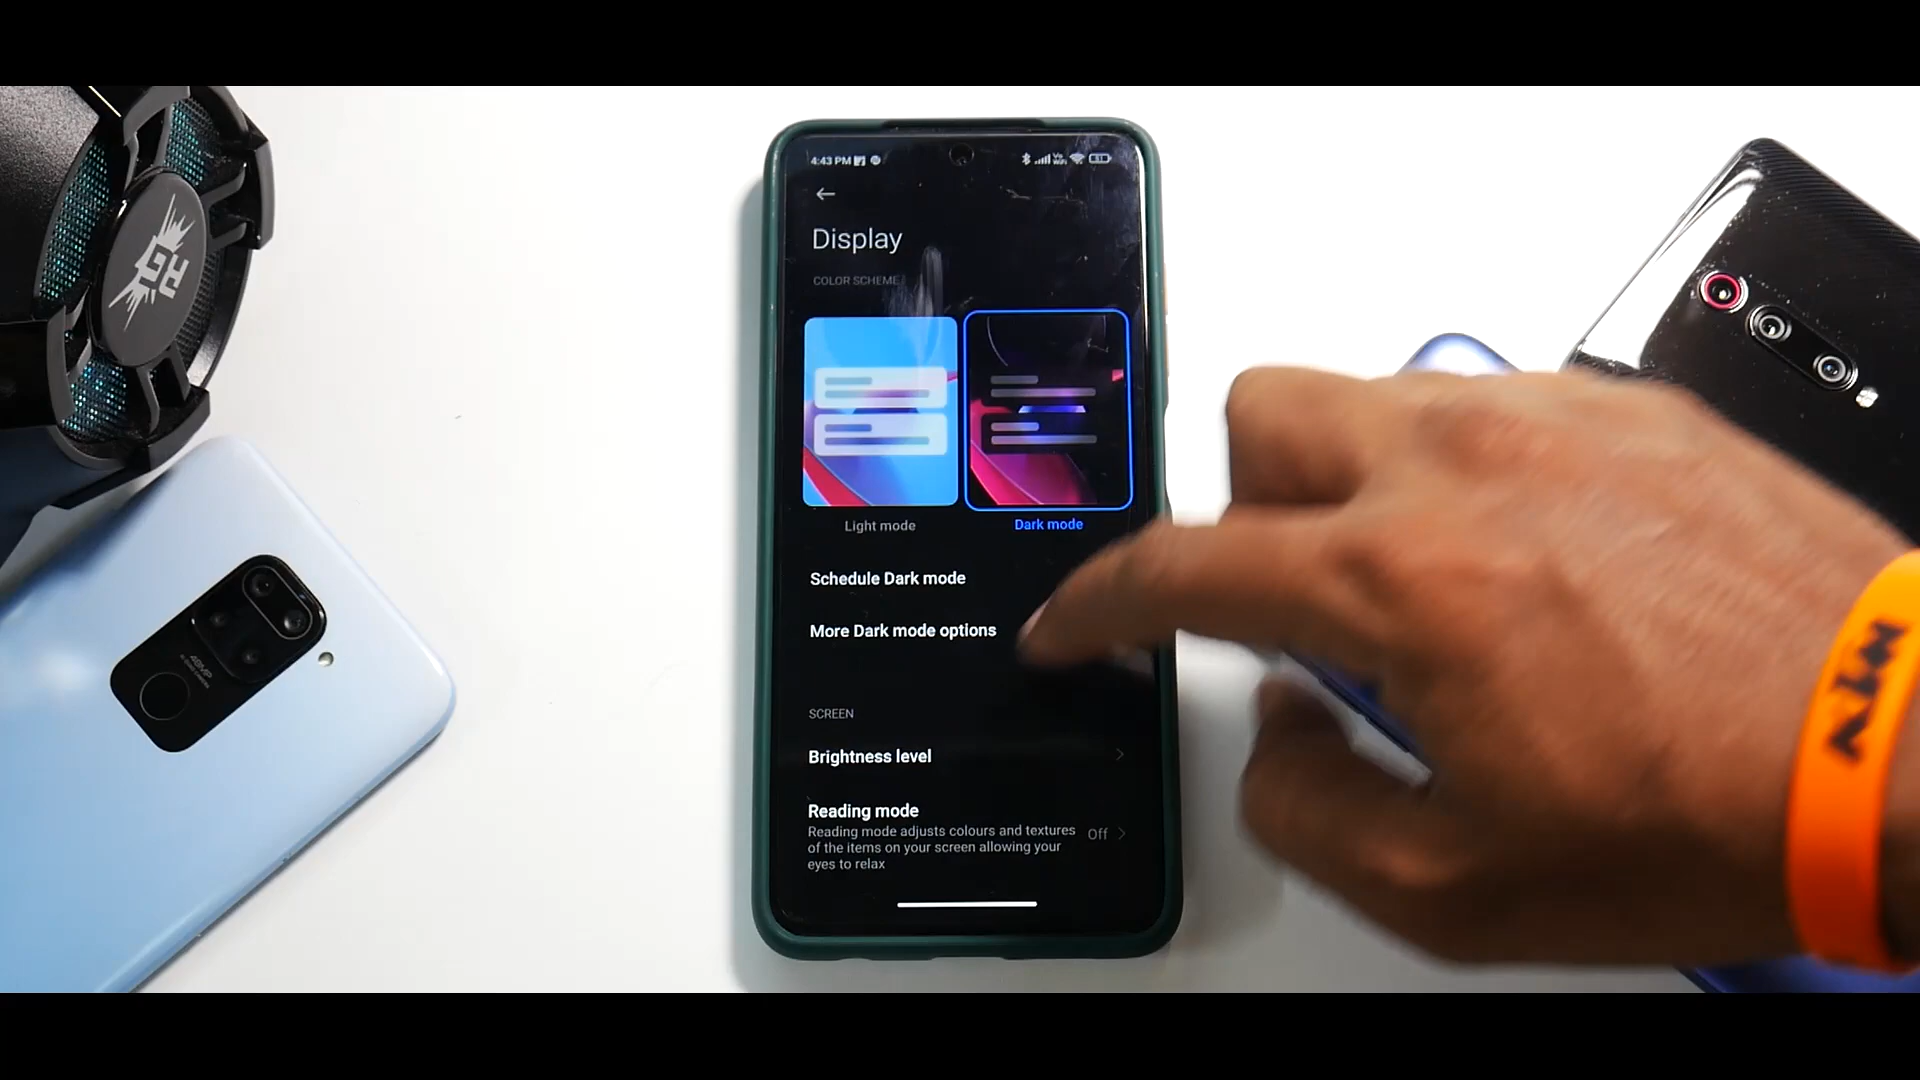 4:43 PM
51
Display
COLOR SCHEME
Light mode
Dark mode
Schedule Dark mode
More Dark mode options
SCREEN
Brightness level
Reading mode
Reading mode adjusts colours and textures
of the items on your screen allowing your
eyes to relax
Off
48MP